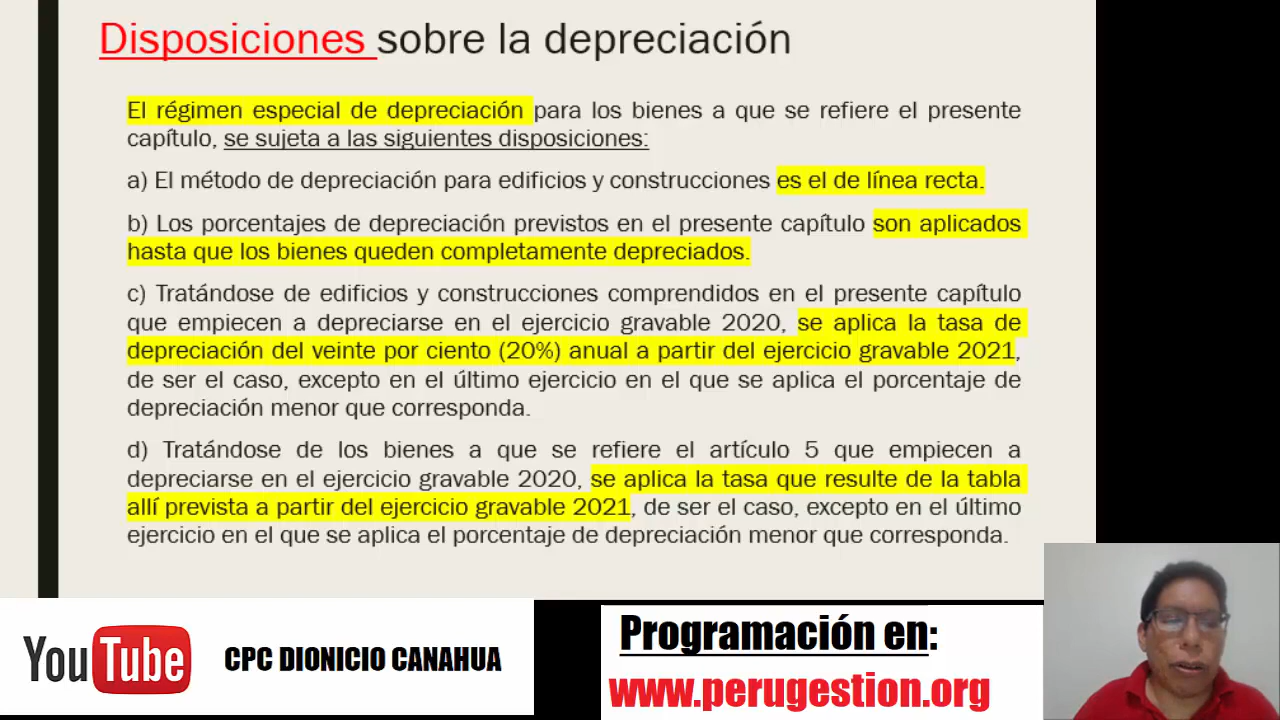 Disposiciones sobre la depreciación
El régimen especial de depreciación para los bienes a que se refiere el presente
capítulo, se sujeta a las siguientes disposiciones:
a) El método de depreciación para edificios y construcciones es el de línea recta.
b) Los porcentajes de depreciación previstos en el presente capítulo son aplicados
hasta que los bienes queden completamente depreciados.
c) Tratándose de edificios y construcciones comprendidos en el presente capítulo
que empiecen a depreciarse en el ejercicio gravable 2020, se aplica la tasa de
depreciación del veinte por ciento (20%) anual a partir del ejercicio gravable 2021,
de ser el caso, excepto en el último ejercicio en el que se aplica el porcentaje de
depreciación menor que corresponda.
d) Tratándose de los bienes a que se refiere el artículo 5 que empiecen a
depreciarse en el ejercicio gravable 2020, se aplica la tasa que resulte de la tabla
allí prevista a partir del ejercicio gravable 2021, de ser el caso, excepto en el último
ejercicio en el que se aplica el porcentaje de depreciación menor que corresponda.
YouTube CPC DIONICIO CANAHUA
Programación en:
www.perugestion.org